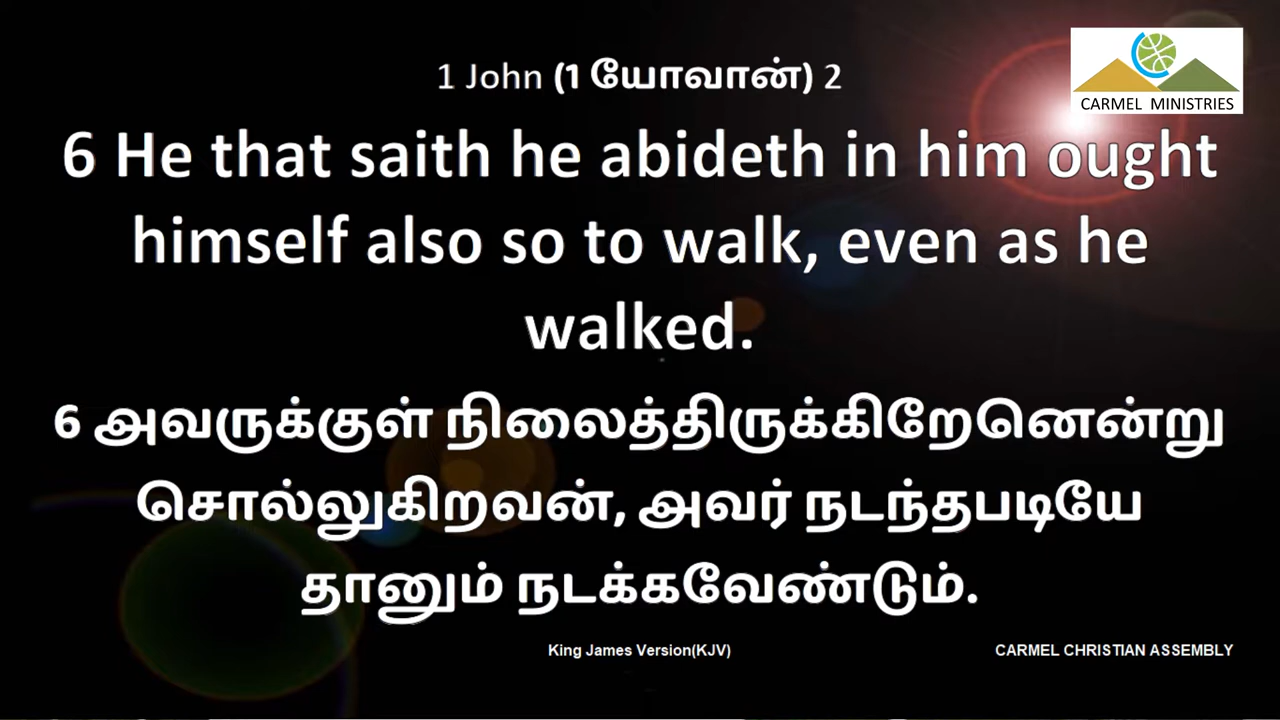 CARMEL MINISTRIES
1 John (1 யோவான்) 2
6 He that saith he abideth in him ought
himself also so to walk, even as he
walked.
6 அவருக்குள் நிலைத்திருக்கிறேனென்று
சொல்லுகிறவன், அவர் நடந்தபடியே
தானும் நடக்கவேண்டும்.
King James Version(KJV)
CARMEL CHRISTIAN ASSEMBLY